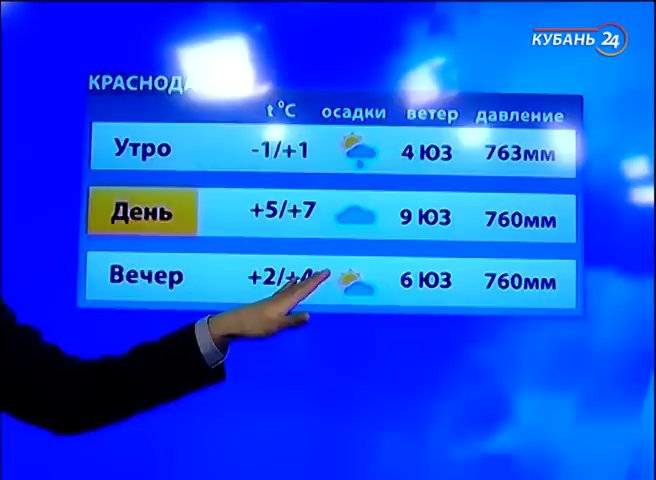 КУБАНЬ 24
КРАСНОДА
t °C осадки ветер давление
Утро -1/+1 4 ЮЗ 763мм
День +5/+7 9 ЮЗ 760мм
Вечер +2/+4 6 ЮЗ 760мм